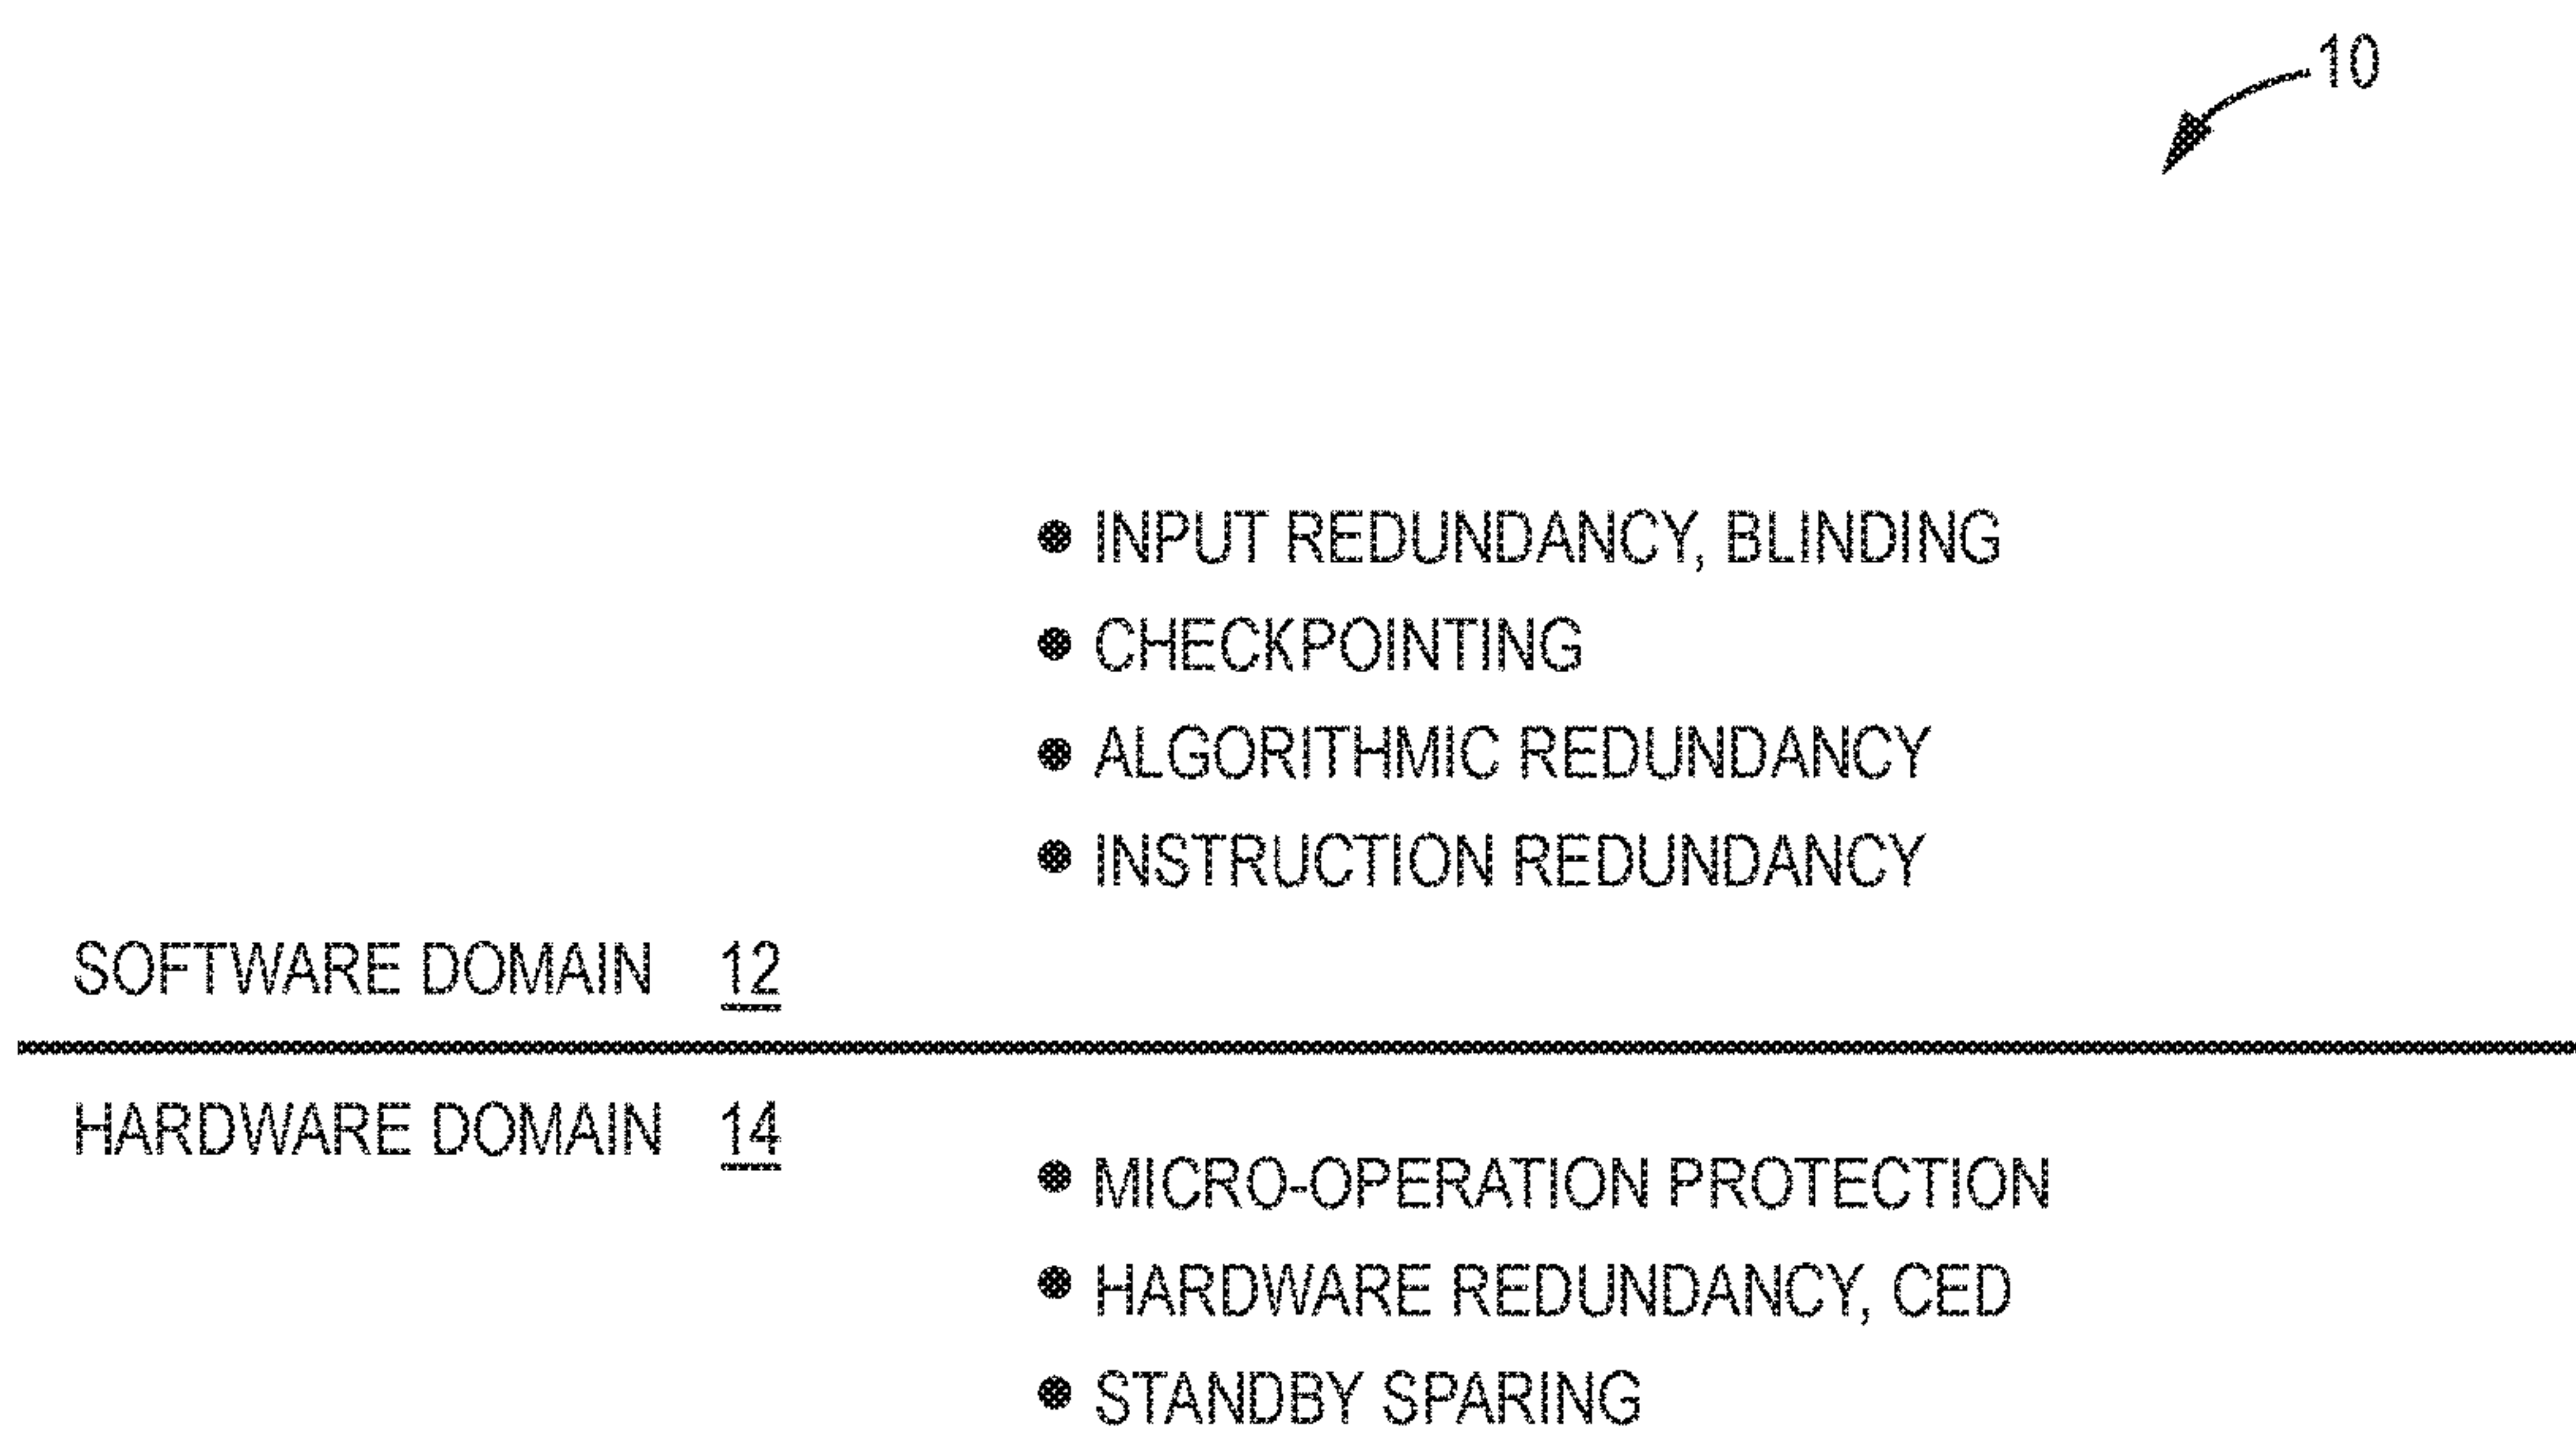 10
● INPUT REDUNDANCY, BLINDING
● CHECKPOINTING
● ALGORITHMIC REDUNDANCY
● INSTRUCTION REDUNDANCY
SOFTWARE DOMAIN 12
HARDWARE DOMAIN 14
● MICRO-OPERATION PROTECTION
● HARDWARE REDUNDANCY, CED
● STANDBY SPARING